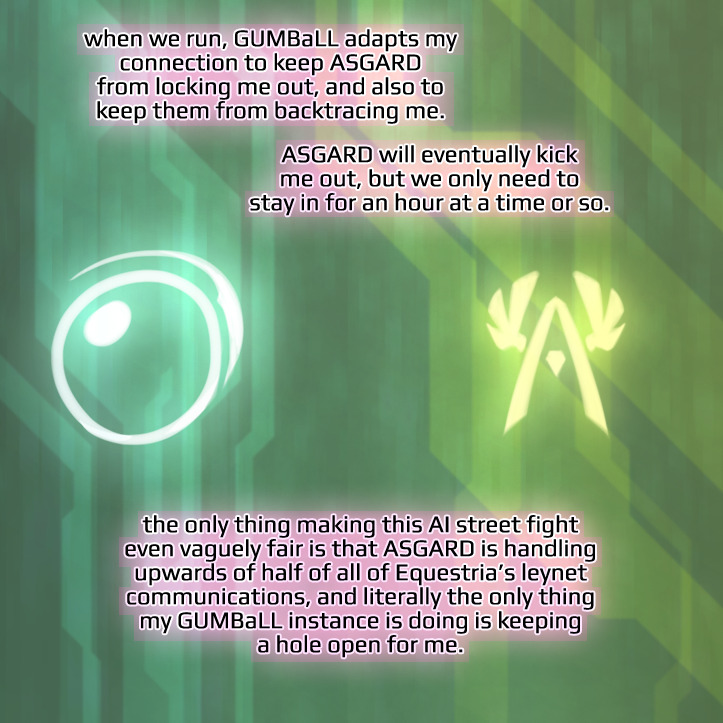 when we run, GUMBaLL adapts my
connection to keep ASGARD
from locking me out, and also to
keep them from backtracing me.
ASGARD will eventually kick
me out, but we only need to
stay in for an hour at a time or so.
the only thing making this AI street fight
even vaguely fair is that ASGARD is handling
upwards of half of all of Equestria's leynet
communications, and literally the only thing
my GUMBaLL instance is doing is keeping
a hole open for me.